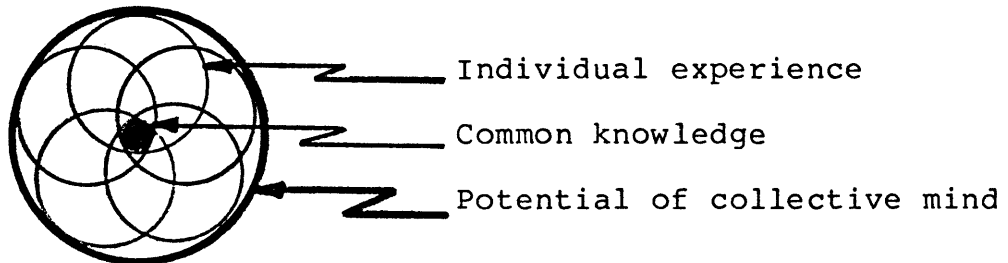 Individual experience
Common knowledge
Potential of collective mind